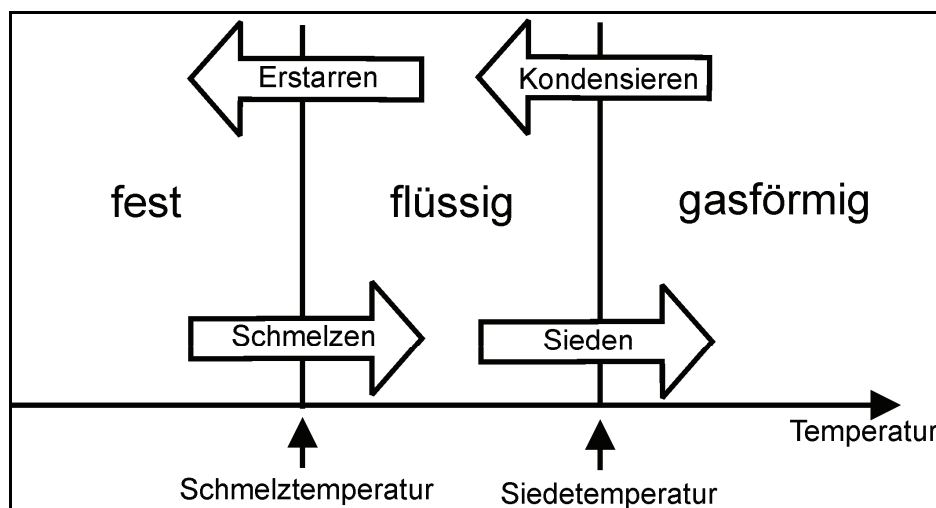 Erstarren
Kondensieren
fest
flüssig
gasförmig
Schmelzen
Sieden
Temperatur
Schmelztemperatur
Siedetemperatur